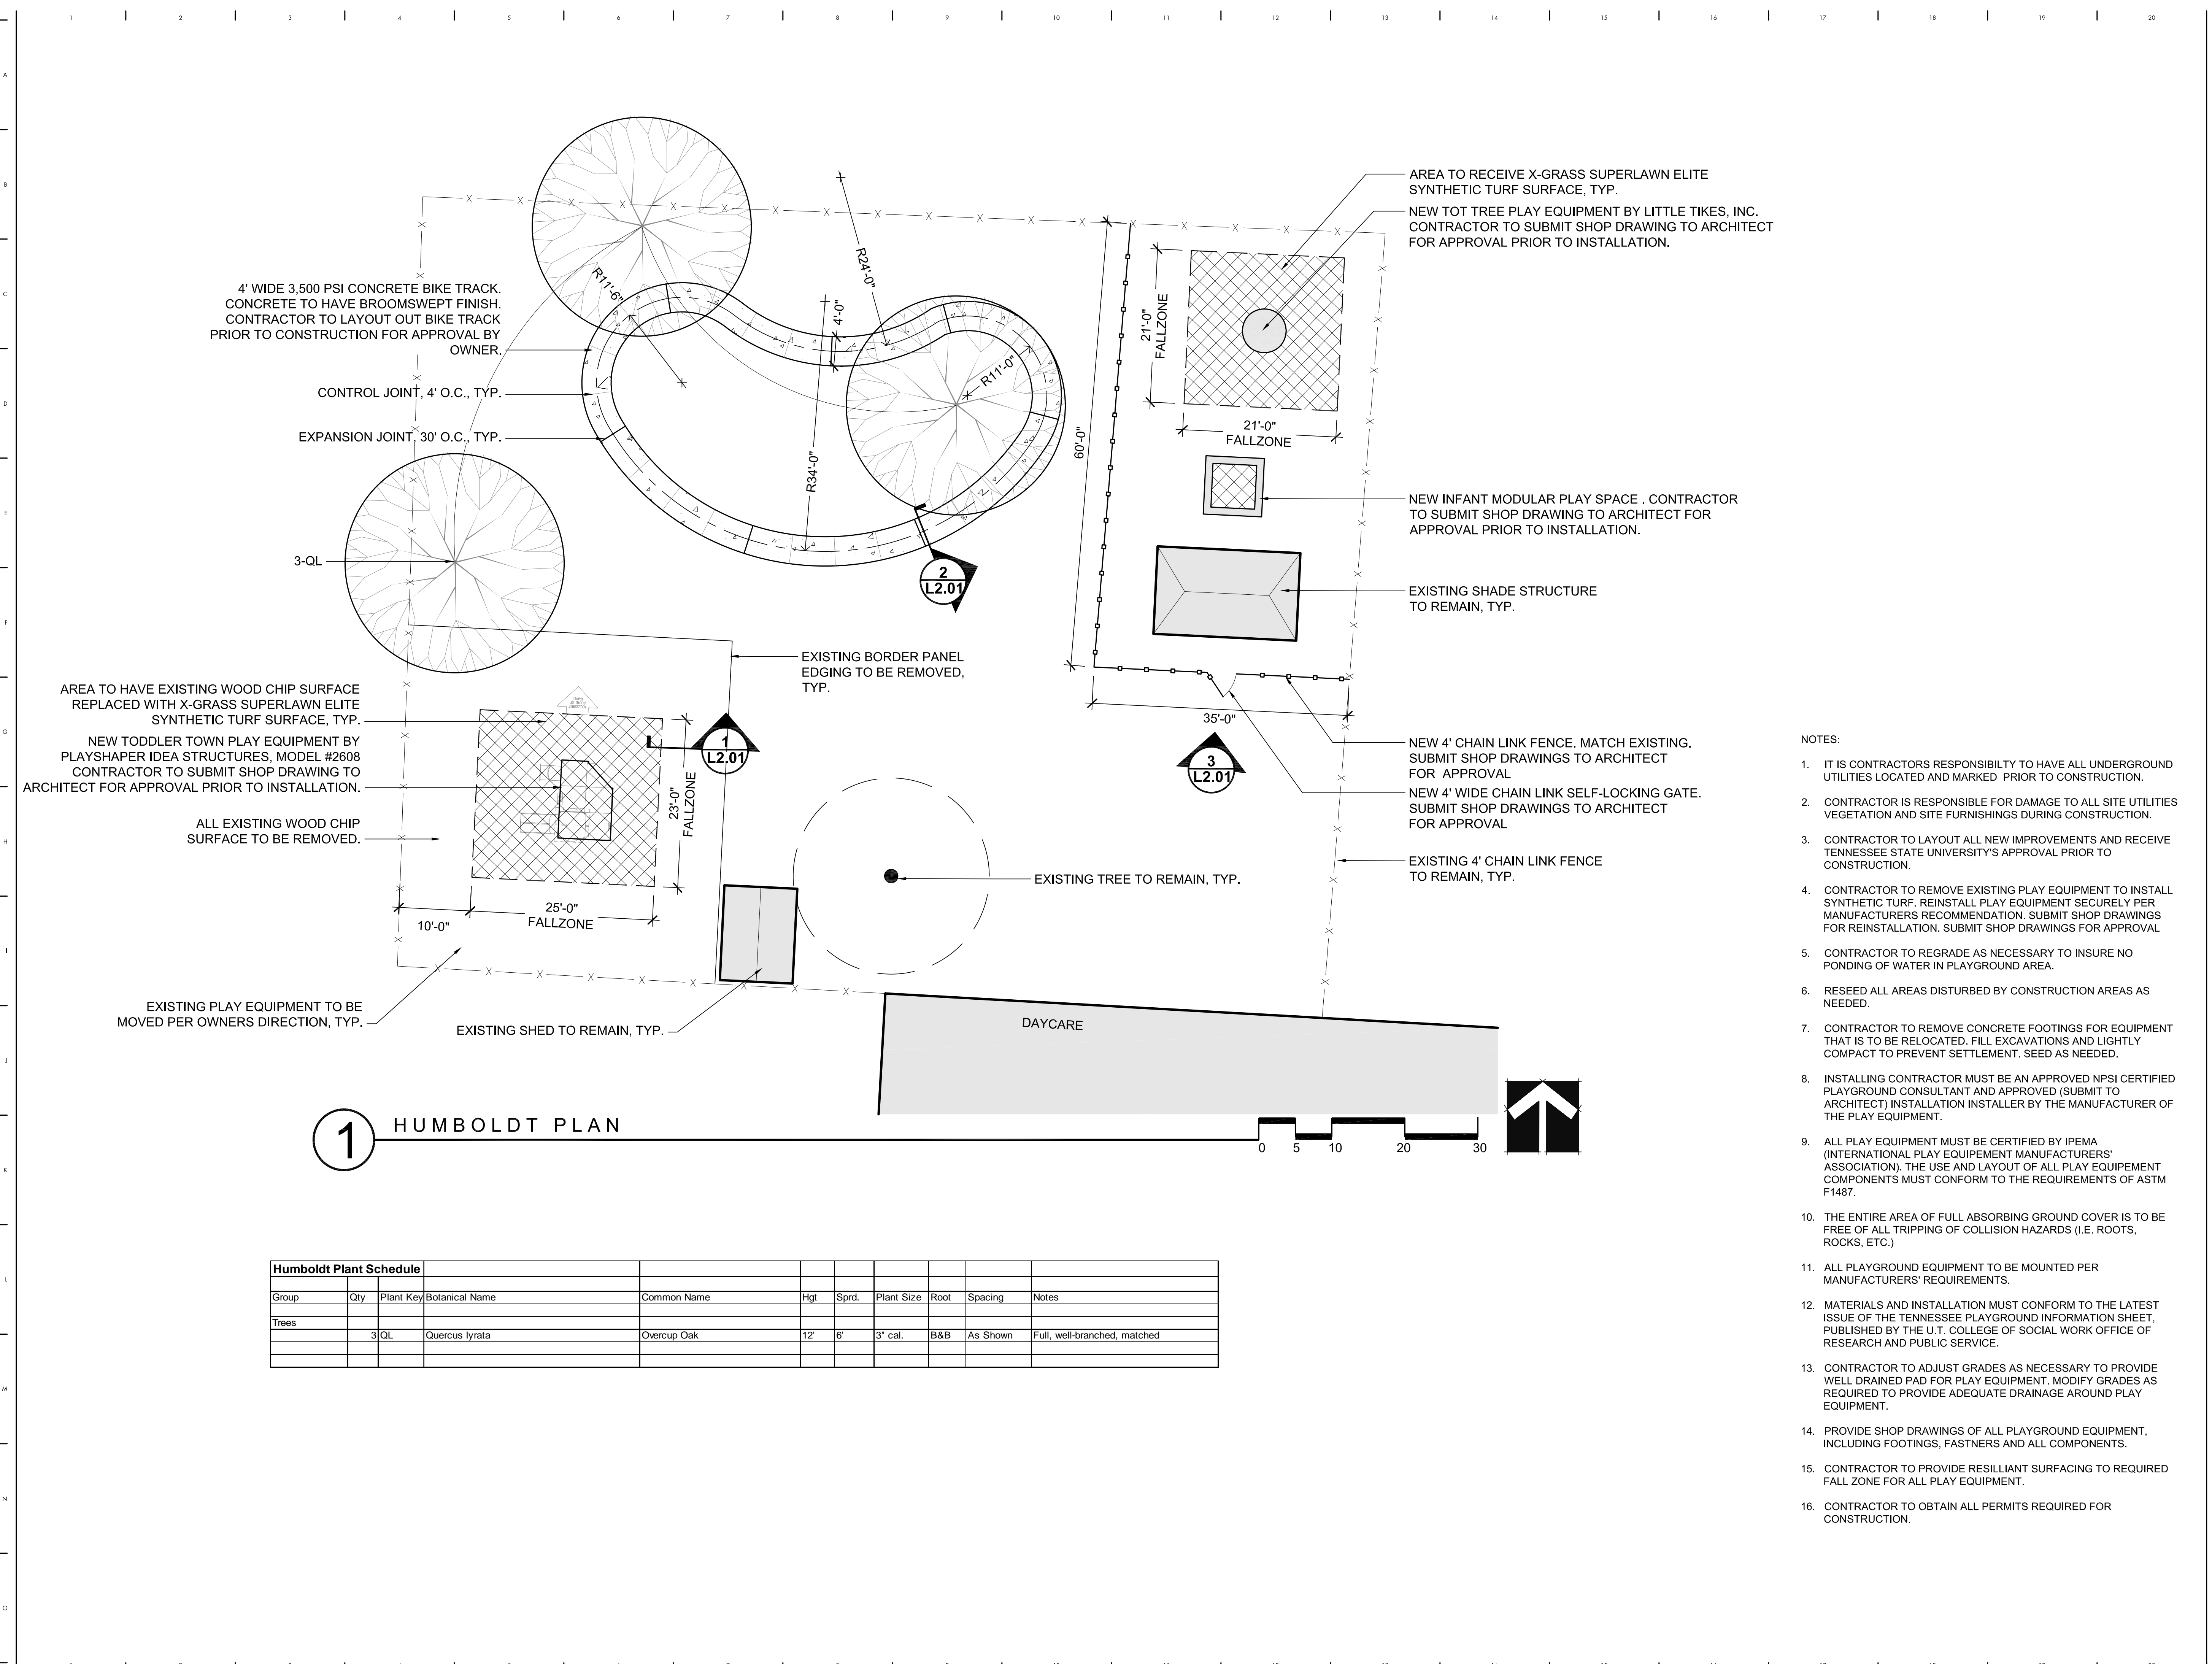 1 2 3 4 5 6 7 8 9 10 11 12 13 14 15 16 17 18 19 20
A
B
C
D
E
F
G
H
I
J
K
L
M
N
O
AREA TO RECEIVE X-GRASS SUPERLAWN ELITE
SYNTHETIC TURF SURFACE, TYP.
NEW TOT TREE PLAY EQUIPMENT BY LITTLE TIKES, INC.
CONTRACTOR TO SUBMIT SHOP DRAWING TO ARCHITECT
FOR APPROVAL PRIOR TO INSTALLATION.
4' WIDE 3,500 PSI CONCRETE BIKE TRACK.
CONCRETE TO HAVE BROOMSWEPT FINISH.
CONTRACTOR TO LAYOUT OUT BIKE TRACK
PRIOR TO CONSTRUCTION FOR APPROVAL BY
OWNER.
CONTROL JOINT, 4' O.C., TYP.
EXPANSION JOINT, 30' O.C., TYP.
3-QL
R11'-6"
R24'-0"
4'-0"
R11'-0"
R34'-0"
60'-0"
21'-0"
FALLZONE
21'-0"
FALLZONE
NEW INFANT MODULAR PLAY SPACE . CONTRACTOR
TO SUBMIT SHOP DRAWING TO ARCHITECT FOR
APPROVAL PRIOR TO INSTALLATION.
EXISTING SHADE STRUCTURE
TO REMAIN, TYP.
2
L2.01
EXISTING BORDER PANEL
EDGING TO BE REMOVED,
TYP.
35'-0"
AREA TO HAVE EXISTING WOOD CHIP SURFACE
REPLACED WITH X-GRASS SUPERLAWN ELITE
SYNTHETIC TURF SURFACE, TYP.
NEW TODDLER TOWN PLAY EQUIPMENT BY
PLAYSHAPER IDEA STRUCTURES, MODEL #2608
CONTRACTOR TO SUBMIT SHOP DRAWING TO
ARCHITECT FOR APPROVAL PRIOR TO INSTALLATION.
ALL EXISTING WOOD CHIP
SURFACE TO BE REMOVED.
1
L2.01
23'-0"
FALLZONE
25'-0"
FALLZONE
10'-0"
3
L2.01
NEW 4' CHAIN LINK FENCE. MATCH EXISTING.
SUBMIT SHOP DRAWINGS TO ARCHITECT
FOR APPROVAL
NEW 4' WIDE CHAIN LINK SELF-LOCKING GATE.
SUBMIT SHOP DRAWINGS TO ARCHITECT
FOR APPROVAL
EXISTING 4' CHAIN LINK FENCE
TO REMAIN, TYP.
EXISTING TREE TO REMAIN, TYP.
EXISTING PLAY EQUIPMENT TO BE
MOVED PER OWNERS DIRECTION, TYP.
EXISTING SHED TO REMAIN, TYP.
DAYCARE
1
HUMBOLDT PLAN
0 5 10 20 30
Humboldt Plant Schedule
Group Qty Plant Key Botanical Name Common Name Hgt Sprd. Plant Size Root Spacing Notes
Trees
3 QL Quercus lyrata Overcup Oak 12' 6' 3" cal. B&B As Shown Full, well-branched, matched
NOTES:
1. IT IS CONTRACTORS RESPONSIBILTY TO HAVE ALL UNDERGROUND
UTILITIES LOCATED AND MARKED PRIOR TO CONSTRUCTION.
2. CONTRACTOR IS RESPONSIBLE FOR DAMAGE TO ALL SITE UTILITIES
VEGETATION AND SITE FURNISHINGS DURING CONSTRUCTION.
3. CONTRACTOR TO LAYOUT ALL NEW IMPROVEMENTS AND RECEIVE
TENNESSEE STATE UNIVERSITY'S APPROVAL PRIOR TO
CONSTRUCTION.
4. CONTRACTOR TO REMOVE EXISTING PLAY EQUIPMENT TO INSTALL
SYNTHETIC TURF. REINSTALL PLAY EQUIPMENT SECURELY PER
MANUFACTURERS RECOMMENDATION. SUBMIT SHOP DRAWINGS
FOR REINSTALLATION. SUBMIT SHOP DRAWINGS FOR APPROVAL
5. CONTRACTOR TO REGRADE AS NECESSARY TO INSURE NO
PONDING OF WATER IN PLAYGROUND AREA.
6. RESEED ALL AREAS DISTURBED BY CONSTRUCTION AREAS AS
NEEDED.
7. CONTRACTOR TO REMOVE CONCRETE FOOTINGS FOR EQUIPMENT
THAT IS TO BE RELOCATED. FILL EXCAVATIONS AND LIGHTLY
COMPACT TO PREVENT SETTLEMENT. SEED AS NEEDED.
8. INSTALLING CONTRACTOR MUST BE AN APPROVED NPSI CERTIFIED
PLAYGROUND CONSULTANT AND APPROVED (SUBMIT TO
ARCHITECT) INSTALLATION INSTALLER BY THE MANUFACTURER OF
THE PLAY EQUIPMENT.
9. ALL PLAY EQUIPMENT MUST BE CERTIFIED BY IPEMA
(INTERNATIONAL PLAY EQUIPEMENT MANUFACTURERS'
ASSOCIATION). THE USE AND LAYOUT OF ALL PLAY EQUIPEMENT
COMPONENTS MUST CONFORM TO THE REQUIREMENTS OF ASTM
F1487.
10. THE ENTIRE AREA OF FULL ABSORBING GROUND COVER IS TO BE
FREE OF ALL TRIPPING OF COLLISION HAZARDS (I.E. ROOTS,
ROCKS, ETC.)
11. ALL PLAYGROUND EQUIPMENT TO BE MOUNTED PER
MANUFACTURERS' REQUIREMENTS.
12. MATERIALS AND INSTALLATION MUST CONFORM TO THE LATEST
ISSUE OF THE TENNESSEE PLAYGROUND INFORMATION SHEET,
PUBLISHED BY THE U.T. COLLEGE OF SOCIAL WORK OFFICE OF
RESEARCH AND PUBLIC SERVICE.
13. CONTRACTOR TO ADJUST GRADES AS NECESSARY TO PROVIDE
WELL DRAINED PAD FOR PLAY EQUIPMENT. MODIFY GRADES AS
REQUIRED TO PROVIDE ADEQUATE DRAINAGE AROUND PLAY
EQUIPMENT.
14. PROVIDE SHOP DRAWINGS OF ALL PLAYGROUND EQUIPMENT,
INCLUDING FOOTINGS, FASTNERS AND ALL COMPONENTS.
15. CONTRACTOR TO PROVIDE RESILLIANT SURFACING TO REQUIRED
FALL ZONE FOR ALL PLAY EQUIPMENT.
16. CONTRACTOR TO OBTAIN ALL PERMITS REQUIRED FOR
CONSTRUCTION.